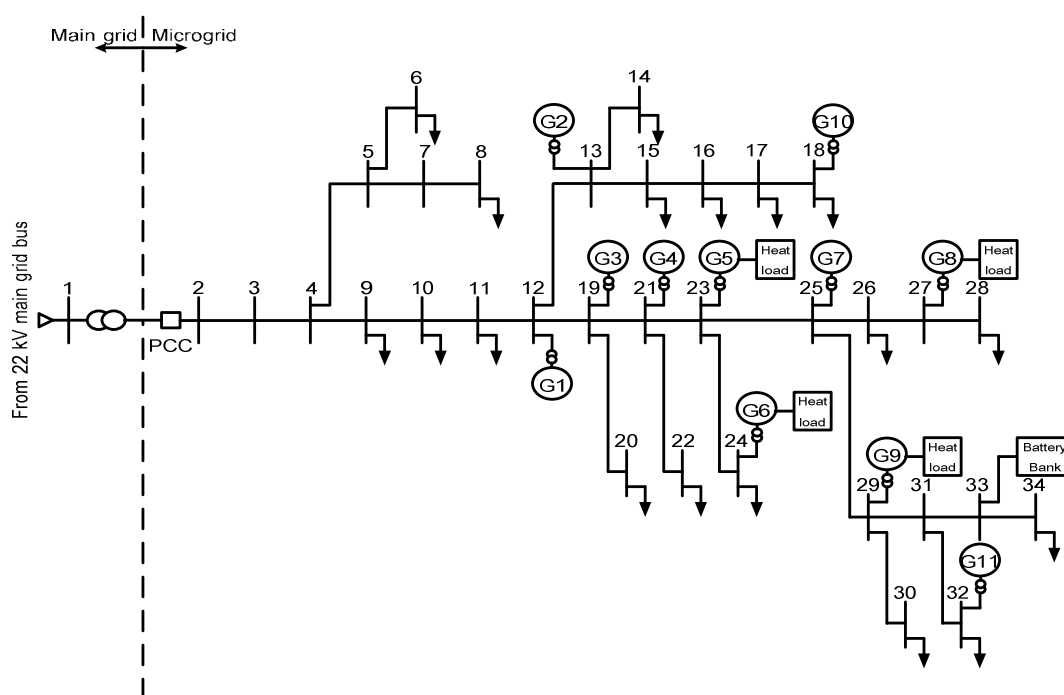 Main grid Microgrid
6
14
G2
G10
5
7
8
13
15
16
17
18
From 22 kV main grid bus
G3
G4
G5
Heat
load
G7
G8
Heat
load
1
2
3
4
9
10
11
12
19
21
23
25
26
27
28
PCC
G1
G6
Heat
load
20
22
24
G9
Heat
load
Battery
Bank
29
31
33
34
G11
30
32